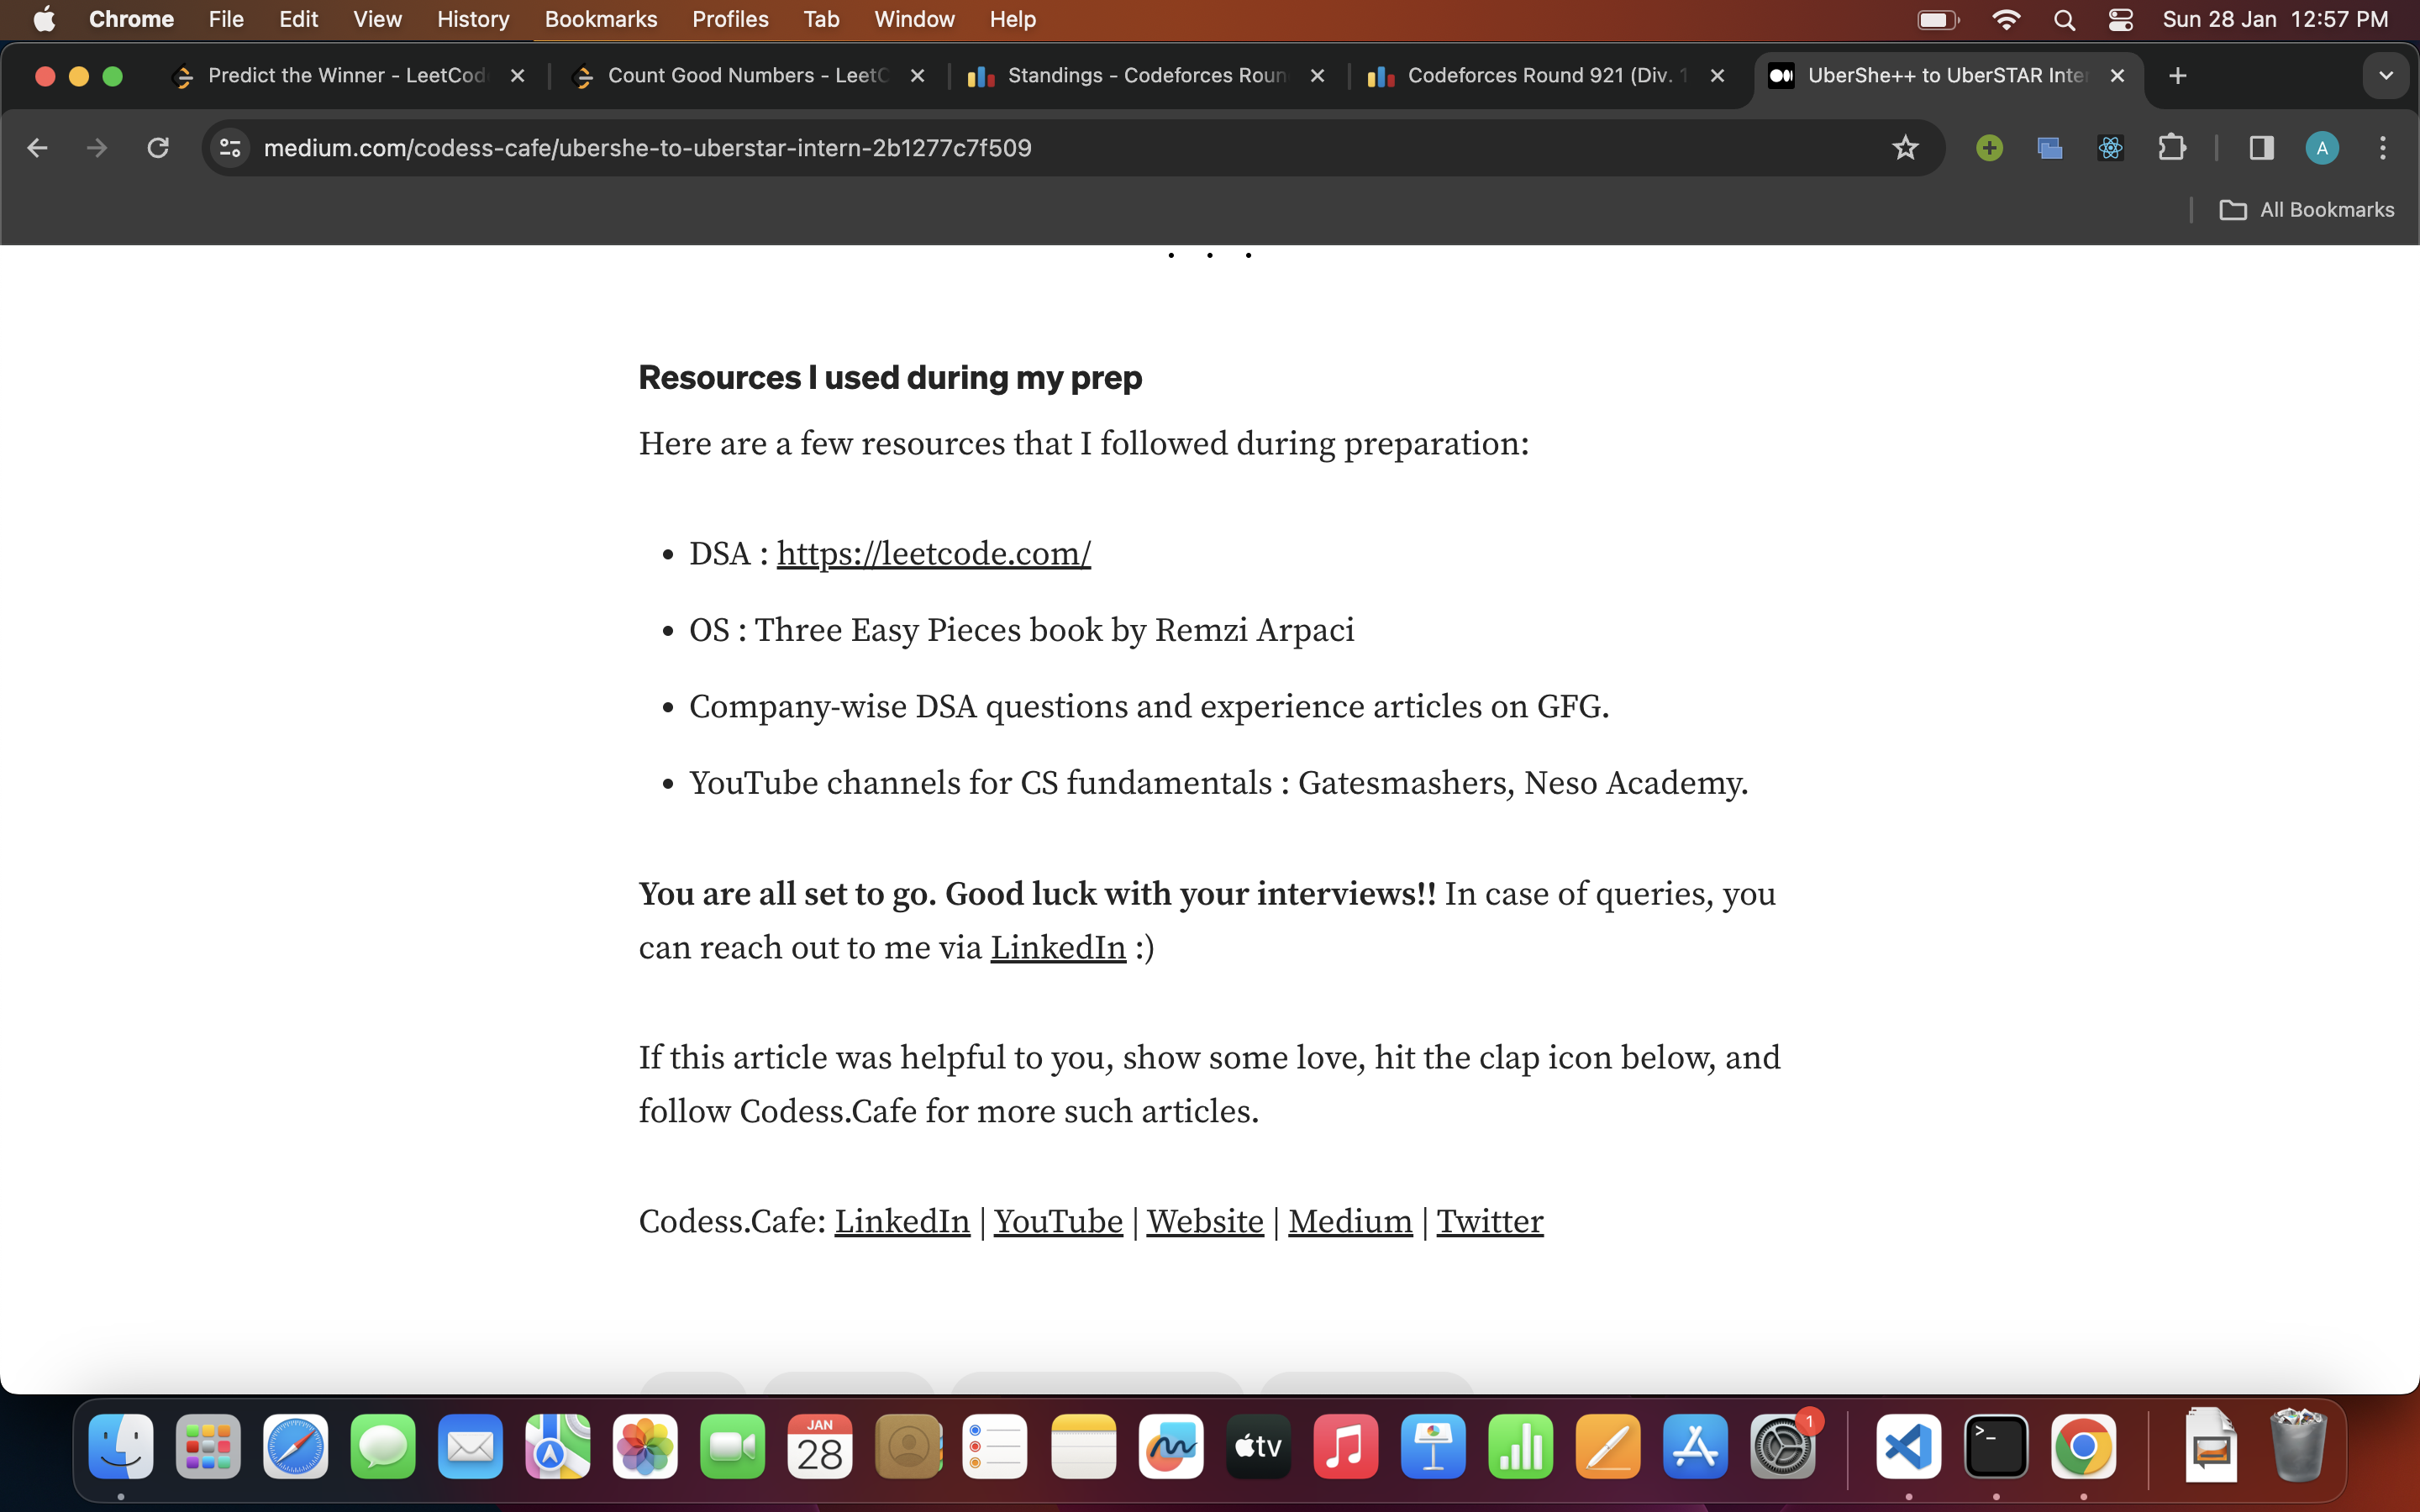 Chrome File Edit View History Bookmarks Profiles Tab Window Help Sun 28 Jan 12:57 PM
Predict the Winner - LeetCod Count Good Numbers - LeetC Standings - Codeforces Roun Codeforces Round 921 (Div. 1 UberShe++ to UberSTAR Inte
medium.com/codess-cafe/ubershe-to-uberstar-intern-2b1277c7f509 A
All Bookmarks
. . .
Resources I used during my prep
Here are a few resources that I followed during preparation:
• DSA : https://leetcode.com/
• OS : Three Easy Pieces book by Remzi Arpaci
• Company-wise DSA questions and experience articles on GFG.
• YouTube channels for CS fundamentals : Gatesmashers, Neso Academy.
You are all set to go. Good luck with your interviews!! In case of queries, you
can reach out to me via LinkedIn :)
If this article was helpful to you, show some love, hit the clap icon below, and
follow Codess.Cafe for more such articles.
Codess.Cafe: LinkedIn | YouTube | Website | Medium | Twitter
JAN
28
tv
1
>_